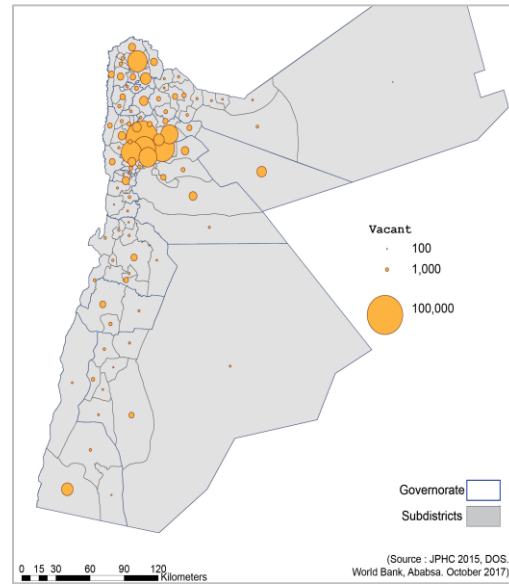 Vacant
100
1,000
100,000
Governorate
Subdistricts
(Source : JPHC 2015, DOS.
World Bank, Ababsa. October 2017)
0 15 30 60 90 120
Kilometers